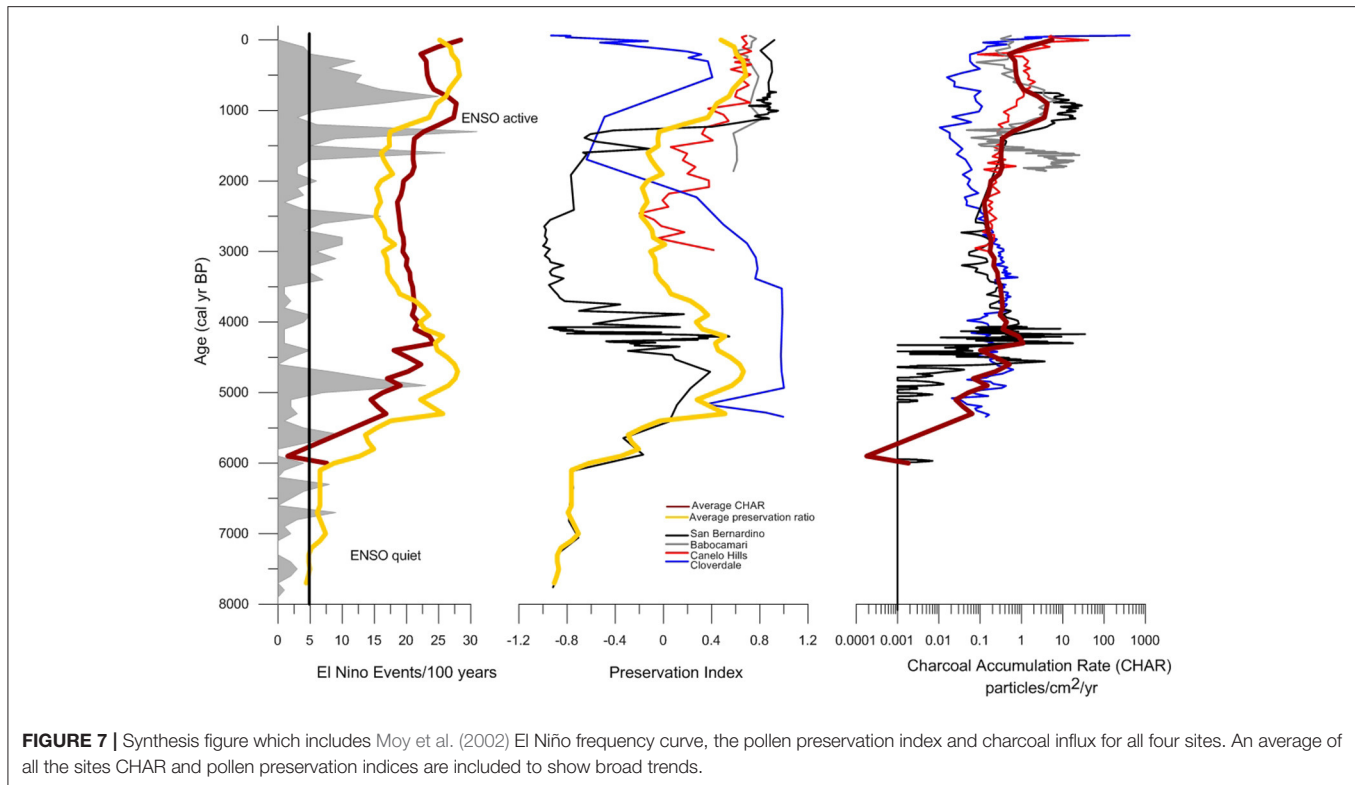 0
1000
2000
3000
4000
5000
6000
7000
8000
Age (cal yr BP)
ENSO active
ENSO quiet
0 5 10 15 20 25 30
El Nino Events/100 years
Average CHAR
Average preservation ratio
San Bernardino
Babocamari
Canelo Hills
Cloverdale
-1.2 -0.8 -0.4 0 0.4 0.8 1.2
Preservation Index
0.0001 0.001 0.01 0.1 1 10 100 1000
Charcoal Accumulation Rate (CHAR)
particles/cm2/yr
FIGURE 7 | Synthesis figure which includes Moy et al. (2002) El Niño frequency curve, the pollen preservation index and charcoal influx for all four sites. An average of
all the sites CHAR and pollen preservation indices are included to show broad trends.